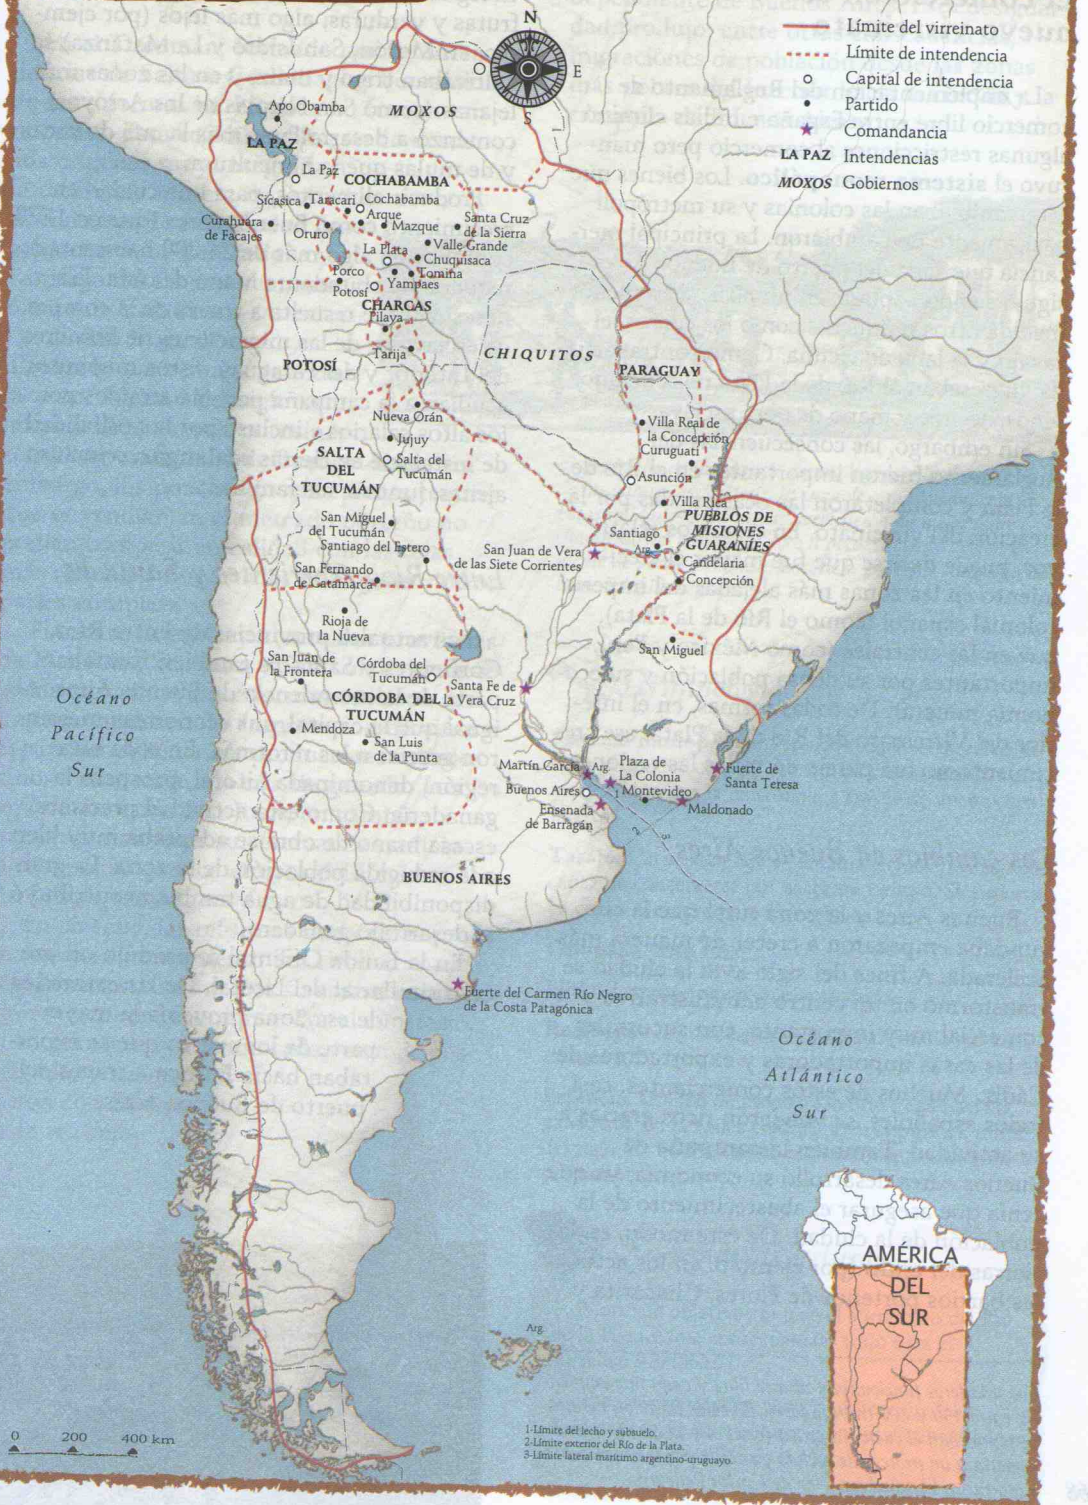 N
O
E
S
Límite del virreinato
Límite de intendencia
Capital de intendencia
Partido
Comandancia
LA PAZ Intendencias
MOXOS Gobiernos
MOXOS
Apo Obamba
LA PAZ
La Paz
COCHABAMBA
Sicasica
Taracari
Cochabamba
Arque
Mazque
Santa Cruz
de la Sierra
Curahuara
de Facajes
Oruro
Valle Grande
La Plata
Chuquisaca
Porco
Tomina
Yampaes
Potosí
CHARCAS
Pilaya
Tarija
POTOSÍ
CHIQUITOS
PARAGUAY
Nueva Orán
Jujuy
Salta del
Tucumán
SALTA
DEL
TUCUMÁN
Villa Real de
la Concepción
Curuguatí
Asunción
Villa Rica
PUEBLOS DE
MISIONES
GUARANÍES
San Miguel
del Tucumán
Santiago del Estero
San Juan de Vera
de las Siete Corrientes
Santiago
Arg.
Candelaria
Concepción
San Fernando
de Catamarca
Rioja de
la Nueva
San Miguel
San Juan de
la Frontera
Córdoba del
Tucumán
Santa Fe de
la Vera Cruz
CÓRDOBA DEL
TUCUMÁN
Mendoza
San Luis
de la Punta
Océano
Pacífico
Sur
Martín García
Arg.
Plaza de
La Colonia
Buenos Aires
1
Montevideo
Fuerte de
Santa Teresa
Maldonado
Ensenada
de Barragán
2
3
BUENOS AIRES
Fuerte del Carmen Río Negro
de la Costa Patagónica
Océano
Atlántico
Sur
AMÉRICA
DEL
SUR
Arg.
0 200 400 km
1-Límite del lecho y subsuelo.
2-Límite exterior del Río de la Plata.
3-Límite lateral marítimo argentino-uruguayo.